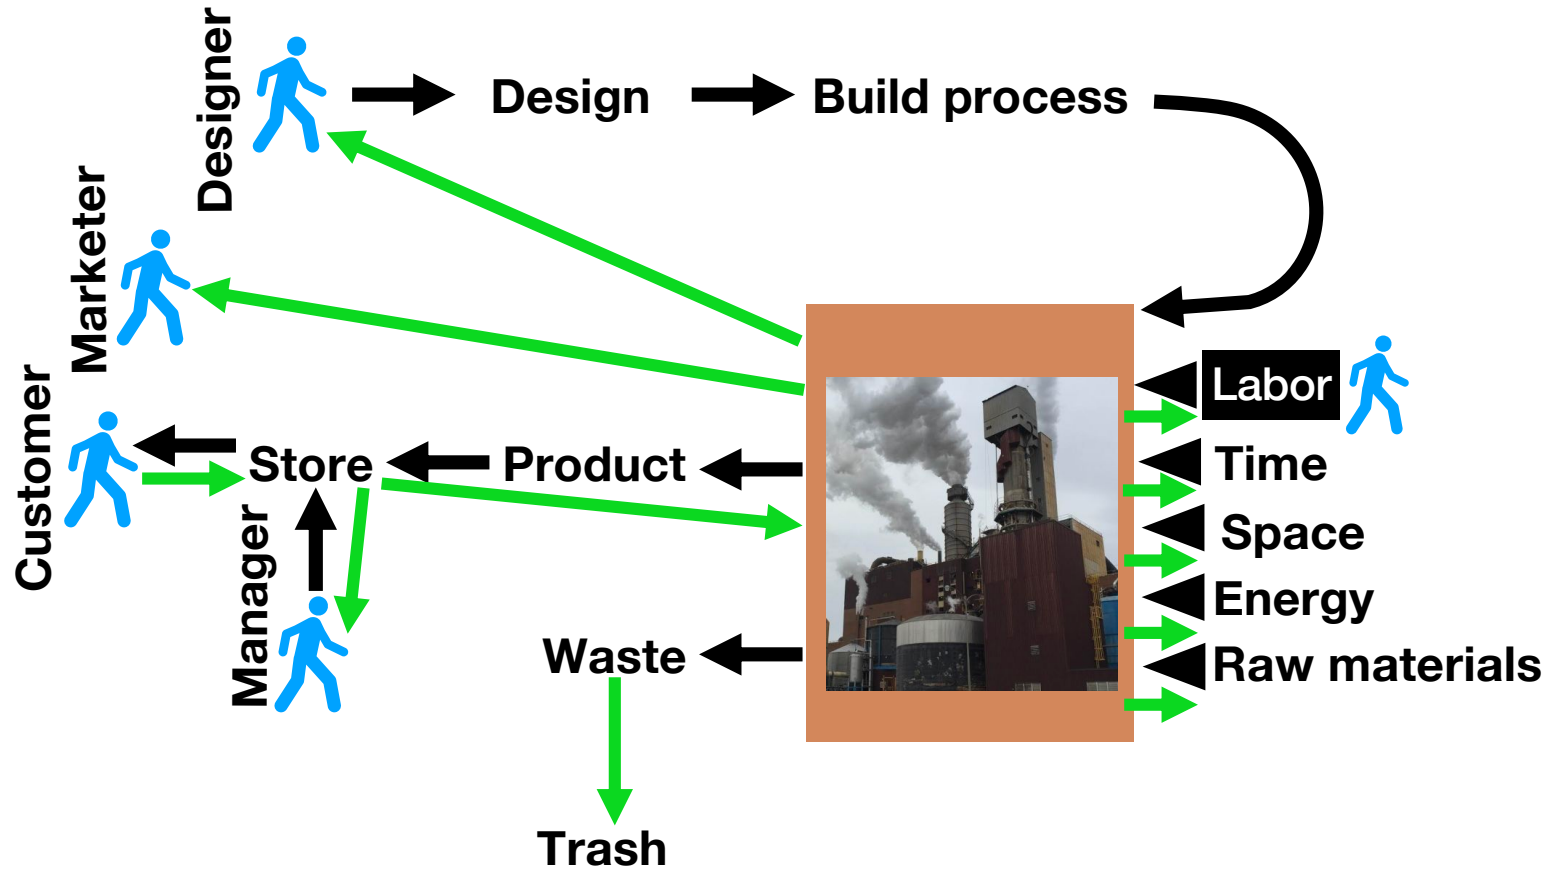 Designer
Design
Build process
Marketer
Labor
Customer
Store
Product
Time
Space
Manager
Energy
Waste
Raw materials
Trash